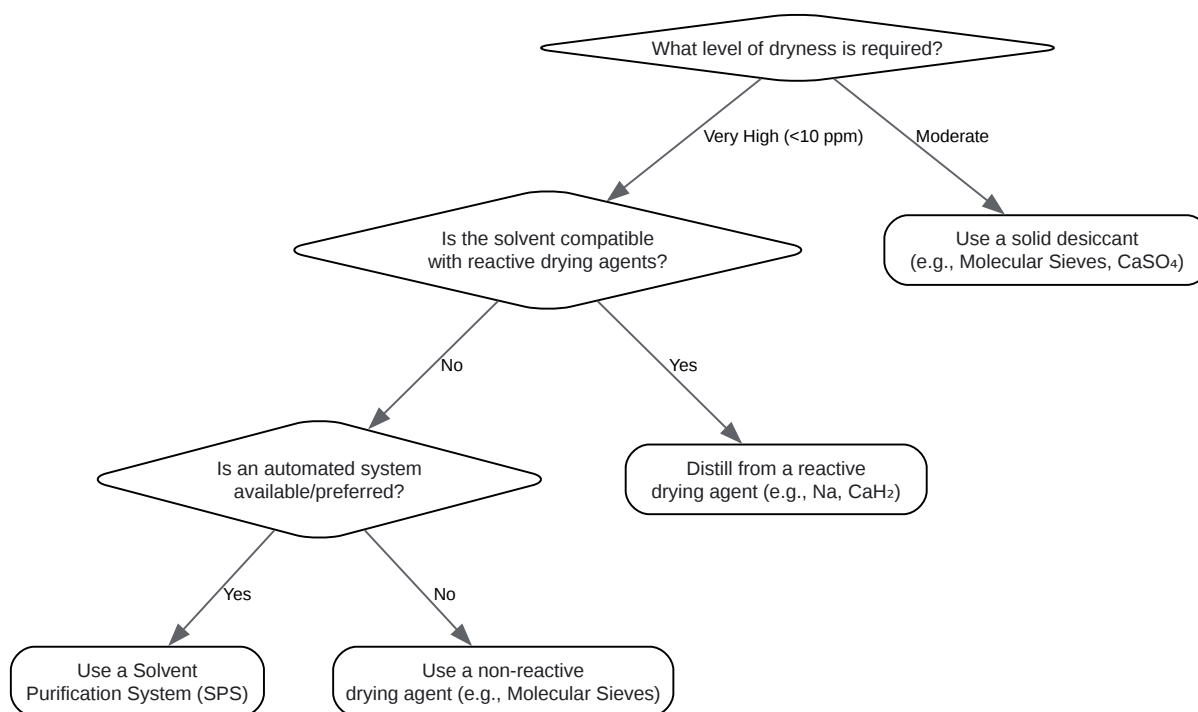 What level of dryness is required?
Very High (<10 ppm)
Moderate
Is the solvent compatible
with reactive drying agents?
Use a solid desiccant
(e.g., Molecular Sieves, CaSO₄)
No
Yes
Is an automated system
available/preferred?
Distill from a reactive
drying agent (e.g., Na, CaH₂)
Yes
No
Use a Solvent
Purification System (SPS)
Use a non-reactive
drying agent (e.g., Molecular Sieves)